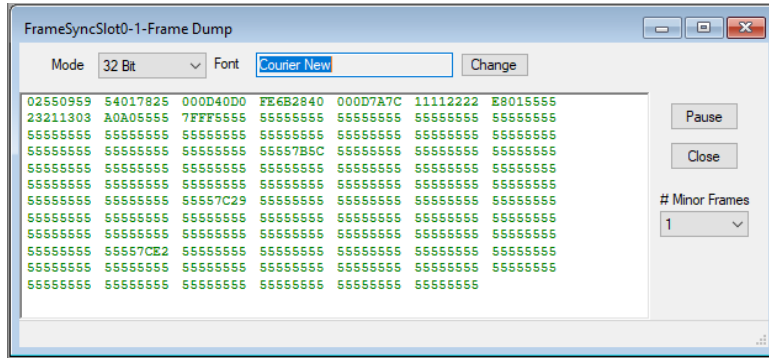 FrameSyncSlot0-1-Frame Dump
Mode 32 Bit Font Courier New Change
02550959 54017825 000D40D0 FE6B2840 000D7A7C 11112222 E8015555
23211303 A0A05555 7FFF5555 55555555 55555555 55555555 55555555
55555555 55555555 55555555 55555555 55555555 55555555 55555555
55555555 55555555 55555555 55557B5C 55555555 55555555 55555555
55555555 55555555 55555555 55555555 55555555 55555555 55555555
55555555 55555555 55555555 55555555 55555555 55555555 55555555
55555555 55555555 55557C29 55555555 55555555 55555555 55555555
55555555 55555555 55555555 55555555 55555555 55555555 55555555
55555555 55555555 55555555 55555555 55555555 55555555 55555555
55555555 55557CE2 55555555 55555555 55555555 55555555 55555555
55555555 55555555 55555555 55555555 55555555 55555555 55555555
55555555 55555555 55555555 55555555 55555555 55555555
Pause
Close
# Minor Frames
1